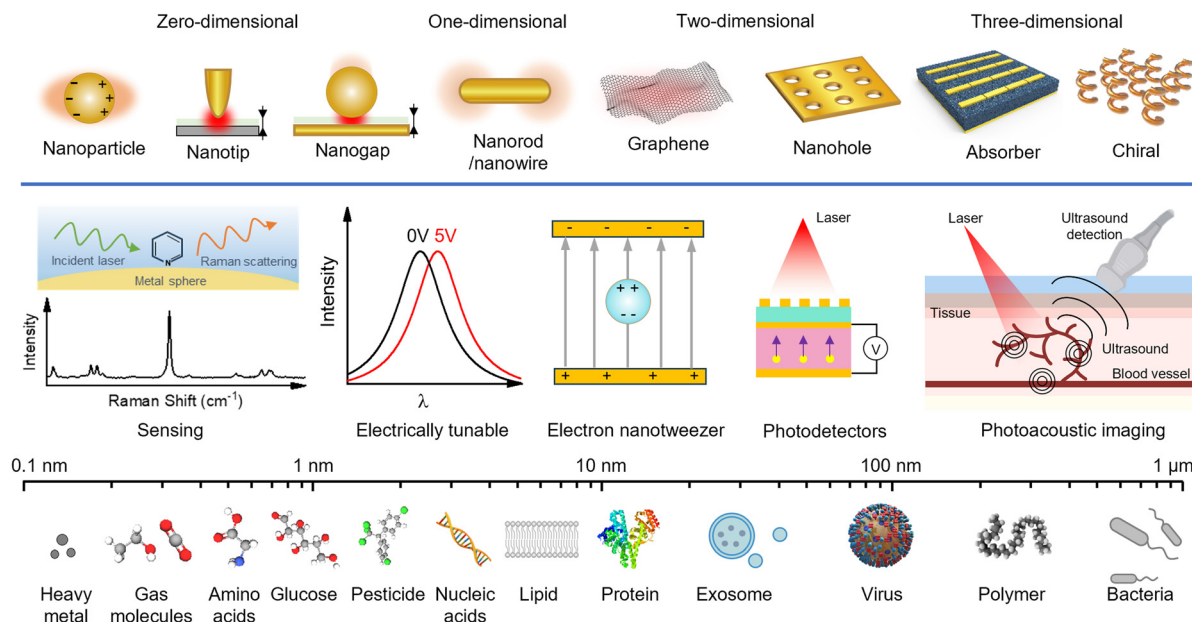 Zero-dimensional
One-dimensional
Two-dimensional
Three-dimensional
- + - + - +
Nanoparticle
Nanotip
Nanogap
Nanorod
/nanowire
Graphene
Nanohole
Absorber
Chiral
Incident laser
N
Raman scattering
Metal sphere
Intensity
Raman Shift (cm-1)
Sensing
Intensity
0V 5V
λ
Electrically tunable
- - - -
+ +
- -
+ + + +
Electron nanotweezer
Laser
V
Photodetectors
Laser
Ultrasound
detection
Tissue
Ultrasound
Blood vessel
Photoacoustic imaging
0.1 nm
1 nm
10 nm
100 nm
1 µm
Heavy
metal
Gas
molecules
Amino
acids
Glucose
Pesticide
Nucleic
acids
Lipid
Protein
Exosome
Virus
Polymer
Bacteria